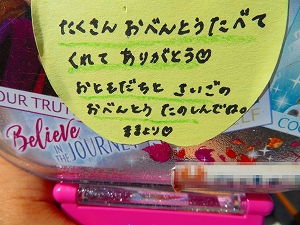 たくさん おべんとうたべて
くれて ありがとう♡
おともだちと さいごの
おべんとう たのしんでね。
ままより♡
OUR TRUT
Believe
IN THE JOURNEY
ELF